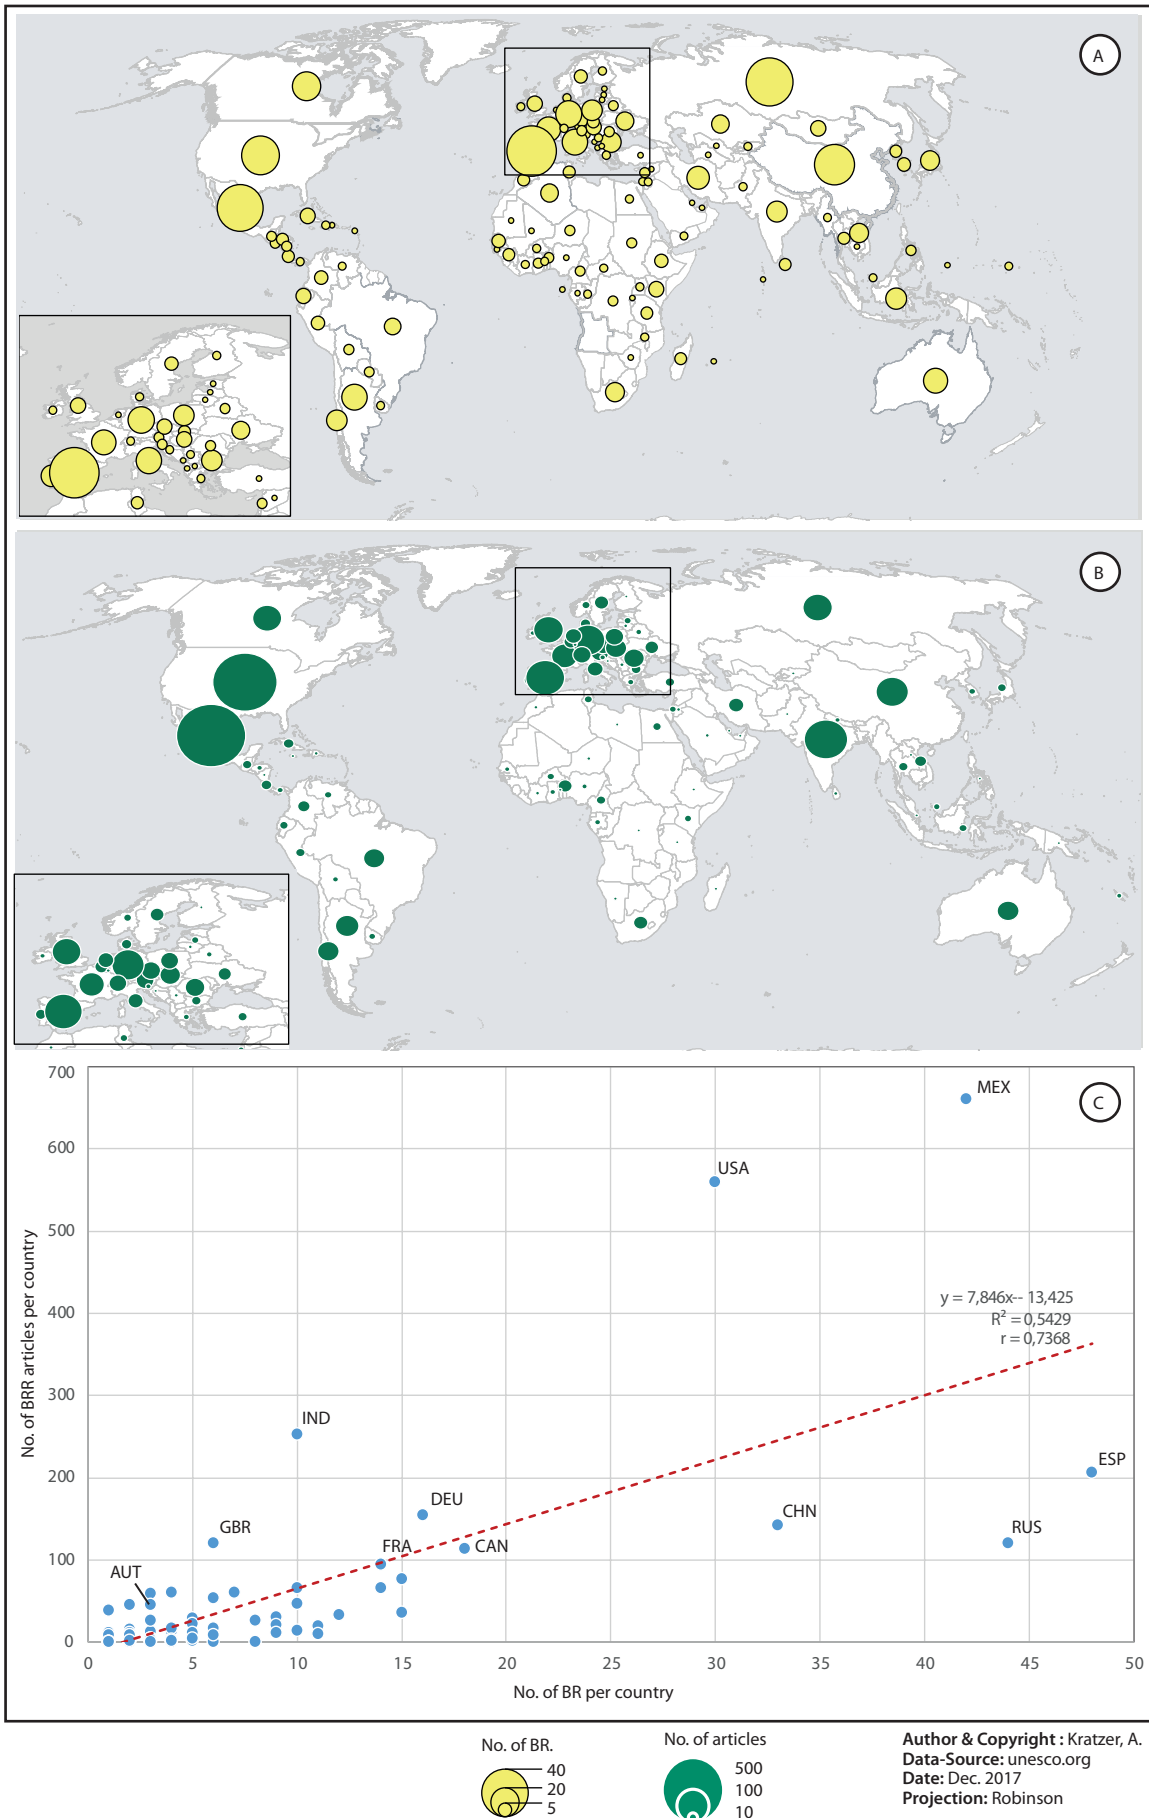 A
B
C
700
600
500
400
300
200
100
0
No. of BRR articles per country
MEX
USA
y = 7,846x-- 13,425
R² = 0,5429
r = 0,7368
IND
ESP
DEU
CHN
GBR
RUS
FRA
CAN
AUT
0 5 10 15 20 25 30 35 40 45 50
No. of BR per country
No. of BR.
40
20
5
No. of articles
500
100
10
Author & Copyright : Kratzer, A.
Data-Source: unesco.org
Date: Dec. 2017
Projection: Robinson